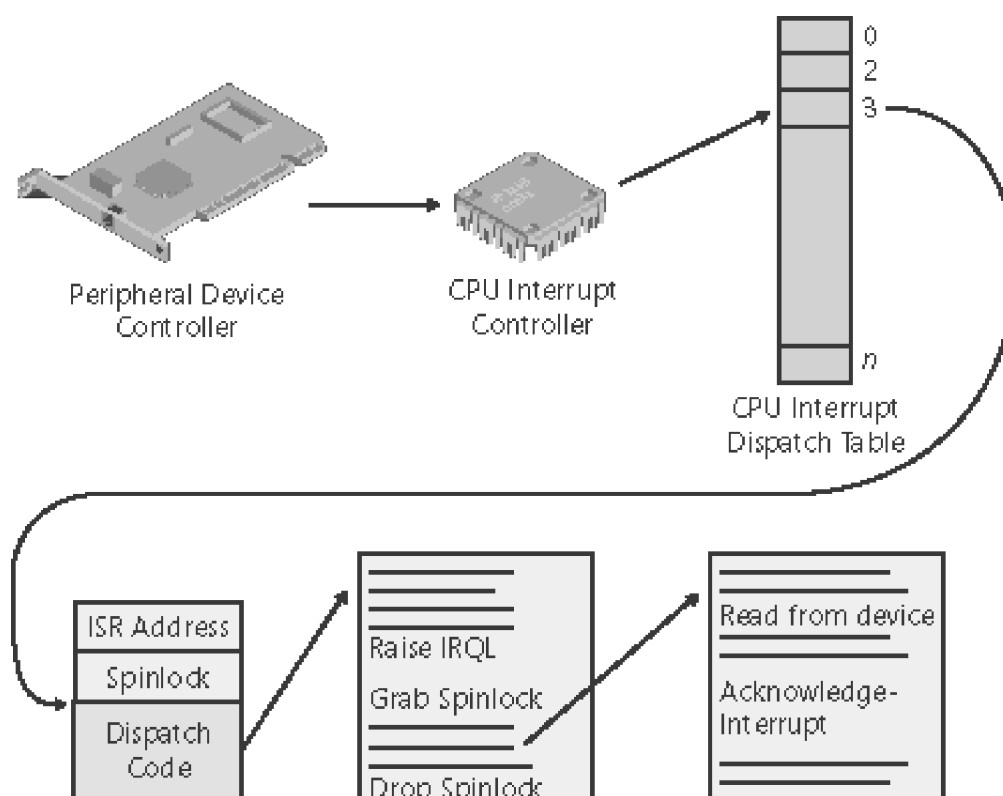 0
2
3
n
Peripheral Device
Controller
CPU Interrupt
Controller
CPU Interrupt
Dispatch Table
ISR Address
Spinlock
Dispatch
Code
Raise IRQL
Grab Spinlock
Drop Spinlock
Read from device
Acknowledge-
Interrupt